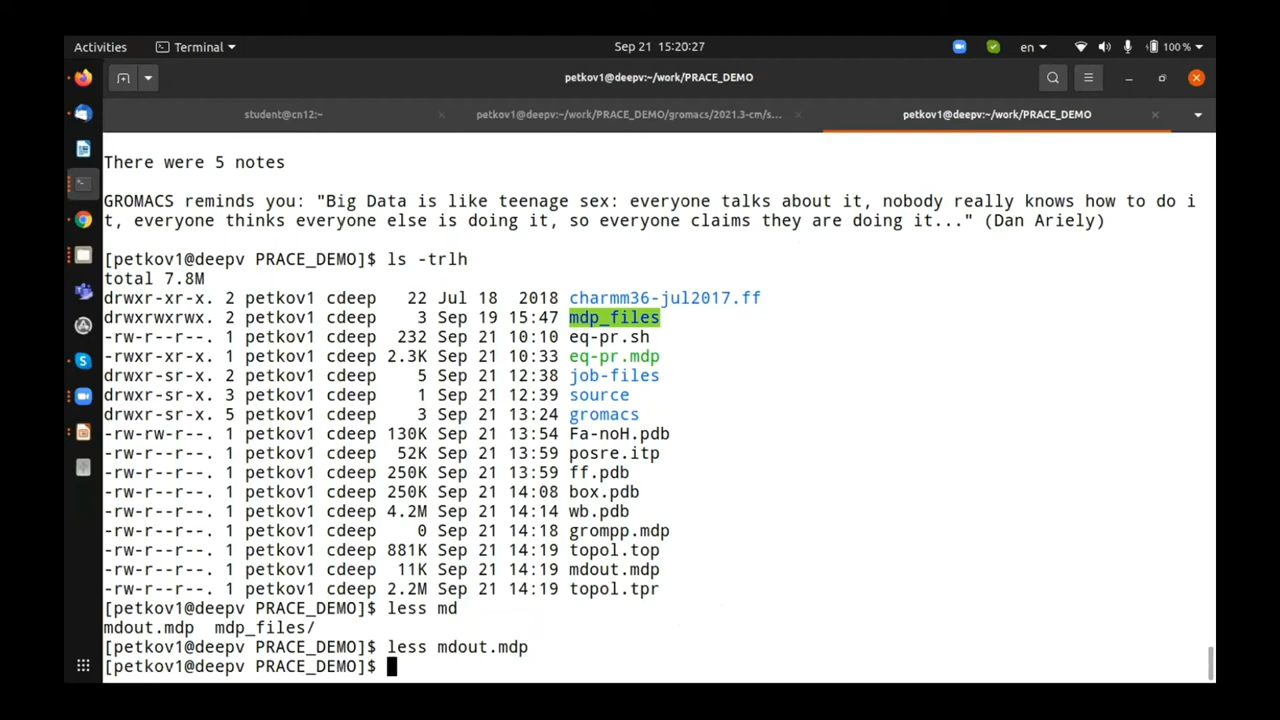 Activities
Terminal
Sep 21 15:20:27
en
100 %
petkov1@deepv:~/work/PRACE_DEMO
student@cn12:~
petkov1@deepv:~/work/PRACE_DEMO/gromacs/2021.3-cm/s...
petkov1@deepv:~/work/PRACE_DEMO
There were 5 notes
GROMACS reminds you: "Big Data is like teenage sex: everyone talks about it, nobody really knows how to do i
t, everyone thinks everyone else is doing it, so everyone claims they are doing it..." (Dan Ariely)
[petkov1@deepv PRACE_DEMO]$ ls -trlh
total 7.8M
drwxr-xr-x. 2 petkov1 cdeep   22 Jul 18  2018 charmm36-jul2017.ff
drwxrwxrwx. 2 petkov1 cdeep    3 Sep 19 15:47 mdp_files
-rw-r--r--. 1 petkov1 cdeep  232 Sep 21 10:10 eq-pr.sh
-rw-r--r--. 1 petkov1 cdeep 2.3K Sep 21 10:33 eq-pr.mdp
drwxr-sr-x. 2 petkov1 cdeep    5 Sep 21 12:38 job-files
drwxr-sr-x. 3 petkov1 cdeep    1 Sep 21 12:39 source
drwxr-sr-x. 5 petkov1 cdeep    3 Sep 21 13:24 gromacs
-rw-rw-r--. 1 petkov1 cdeep 130K Sep 21 13:54 Fa-noH.pdb
-rw-r--r--. 1 petkov1 cdeep  52K Sep 21 13:59 posre.itp
-rw-r--r--. 1 petkov1 cdeep 250K Sep 21 13:59 ff.pdb
-rw-r--r--. 1 petkov1 cdeep 250K Sep 21 14:08 box.pdb
-rw-r--r--. 1 petkov1 cdeep 4.2M Sep 21 14:14 wb.pdb
-rw-r--r--. 1 petkov1 cdeep    0 Sep 21 14:18 grompp.mdp
-rw-r--r--. 1 petkov1 cdeep 881K Sep 21 14:19 topol.top
-rw-r--r--. 1 petkov1 cdeep  11K Sep 21 14:19 mdout.mdp
-rw-r--r--. 1 petkov1 cdeep 2.2M Sep 21 14:19 topol.tpr
[petkov1@deepv PRACE_DEMO]$ less md
mdout.mdp  mdp_files/
[petkov1@deepv PRACE_DEMO]$ less mdout.mdp
[petkov1@deepv PRACE_DEMO]$